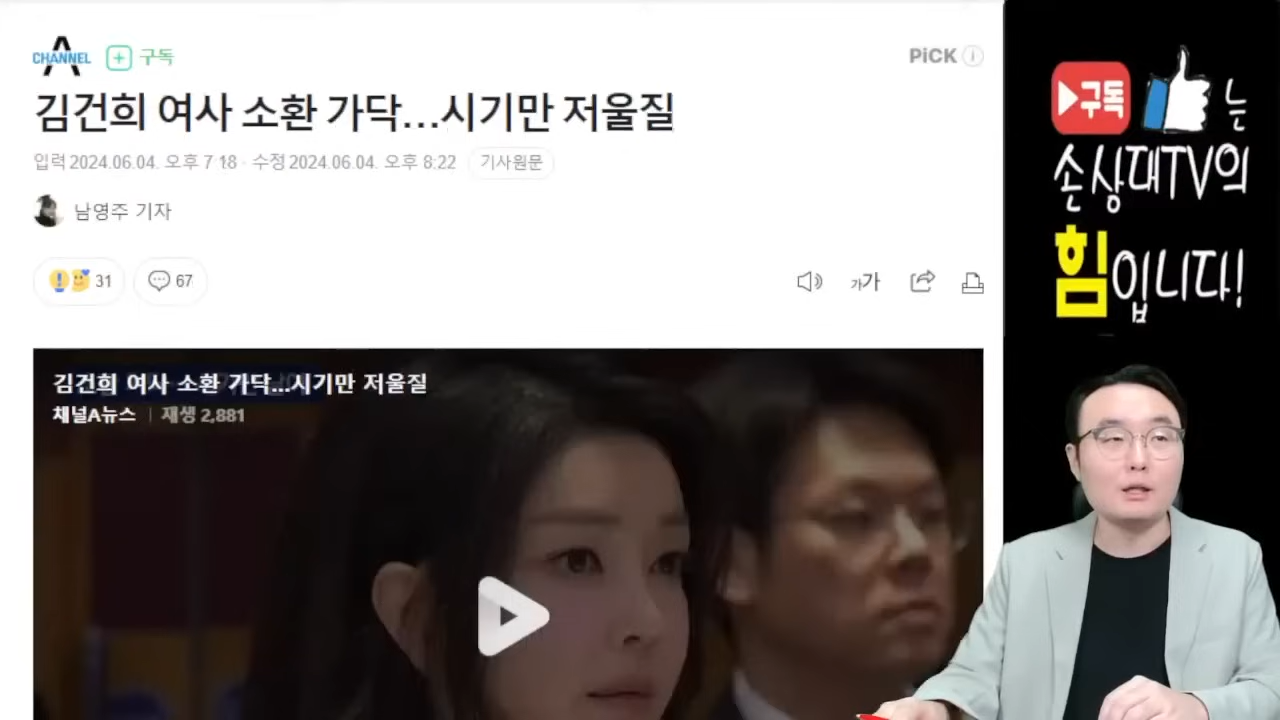 CHANNEL A
구독
PiCK
김건희 여사 소환 가닥...시기만 저울질
입력 2024.06.04. 오후 7 18 · 수정 2024.06.04. 오후 8:22 기사원문
남영주 기자
31
67
가가
김건희 여사 소환 가닥...시기만 저울질
채널A뉴스 | 재생 2,881
구독 는
손상대TV의
힘입니다!